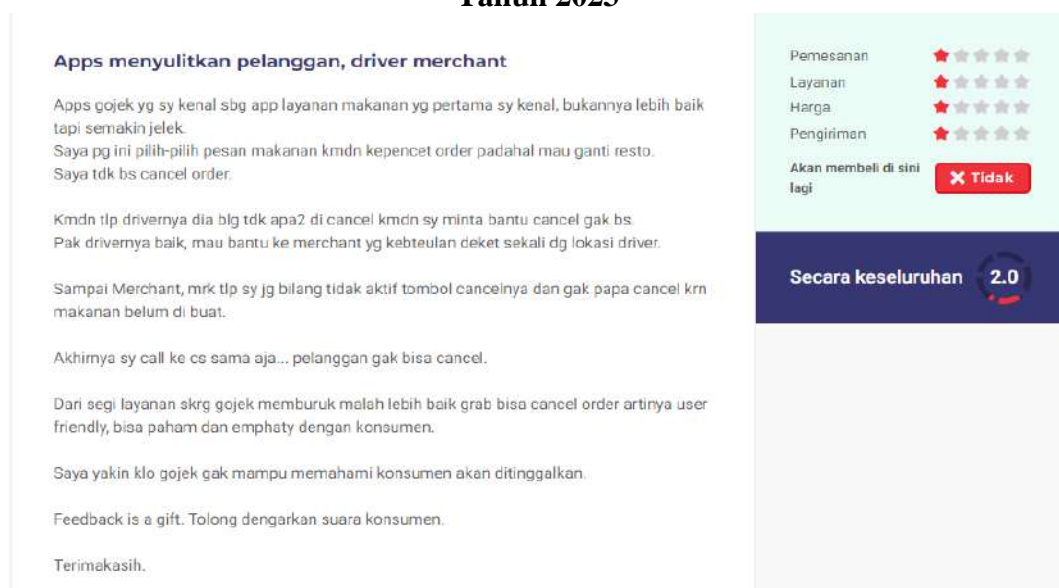 Tahun 2023
Apps menyulitkan pelanggan, driver merchant
Apps gojek yg sy kenal sbg app layanan makanan yg pertama sy kenal, bukannya lebih baik
tapi semakin jelek.
Saya pg ini pilih-pilih pesan makanan kmdn kepencet order padahal mau ganti resto.
Saya tdk bs cancel order.
Kmdn tlp drivernya dia blg tdk apa2 di cancel kmdn sy minta bantu cancel gak bs.
Pak drivernya baik, mau bantu ke merchant yg kebteulan deket sekali dg lokasi driver.
Sampai Merchant, mrk tlp sy jg bilang tidak aktif tombol cancelnya dan gak papa cancel krn
makanan belum di buat.
Akhirnya sy call ke cs sama aja... pelanggan gak bisa cancel.
Dari segi layanan skrg gojek memburuk malah lebih baik grab bisa cancel order artinya user
friendly, bisa paham dan emphaty dengan konsumen.
Saya yakin klo gojek gak mampu memahami konsumen akan ditinggalkan.
Feedback is a gift. Tolong dengarkan suara konsumen.
Terimakasih.
Pemesanan
Layanan
Harga
Pengiriman
Akan membeli di sini
lagi
Tidak
Secara keseluruhan 2.0